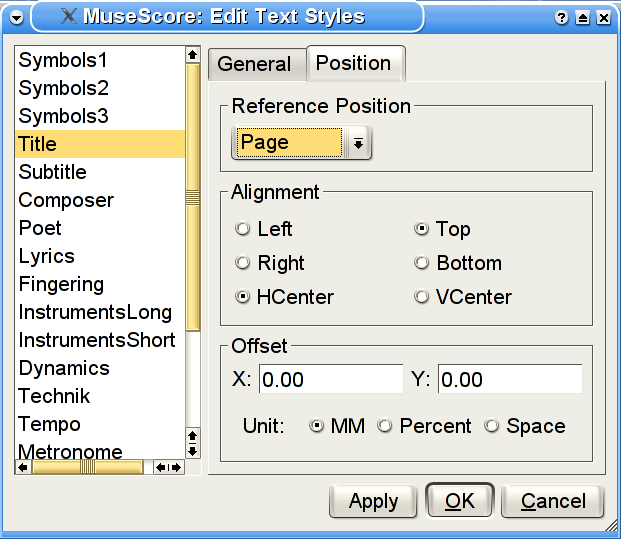 MuseScore: Edit Text Styles
?
Symbols1
Symbols2
Symbols3
Title
Subtitle
Composer
Poet
Lyrics
Fingering
InstrumentsLong
InstrumentsShort
Dynamics
Technik
Tempo
Metronome
General Position
Reference Position
Page
Alignment
Left Top
Right Bottom
HCenter VCenter
Offset
X: 0.00 Y: 0.00
Unit: MM Percent Space
Apply OK Cancel